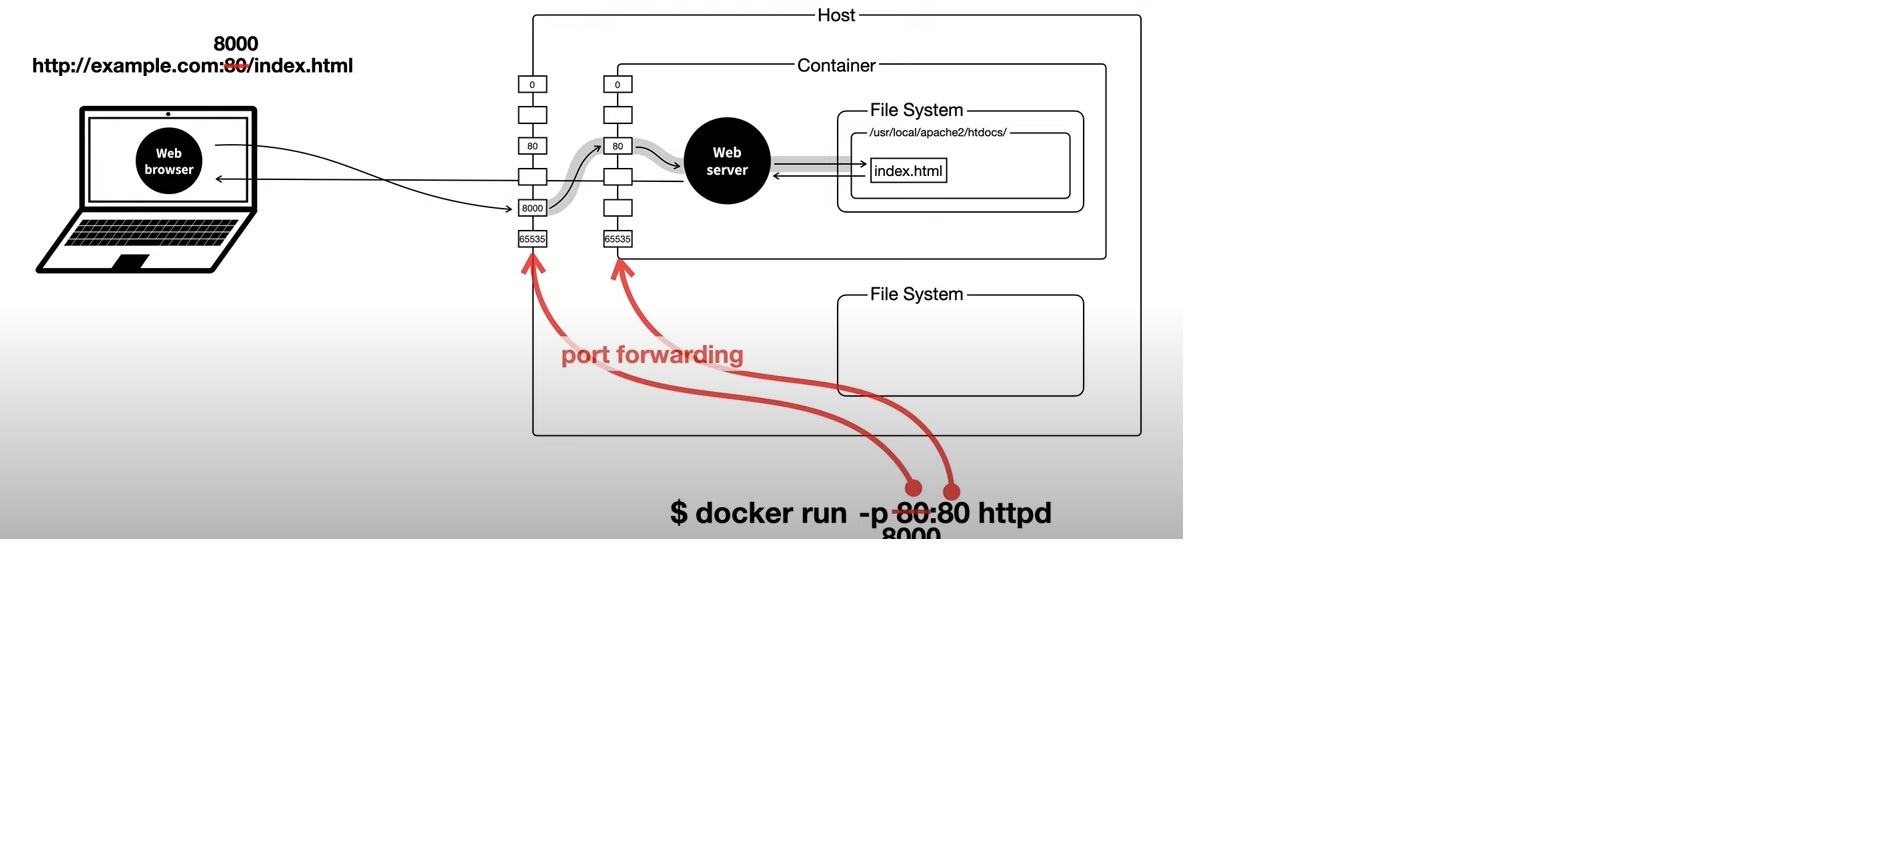 8000
http://example.com:80/index.html
Web
browser
Host
Container
0
80
8000
65535
0
80
65535
Web
server
File System
/usr/local/apache2/htdocs/
index.html
File System
port forwarding
$ docker run -p 80:80 httpd
8000